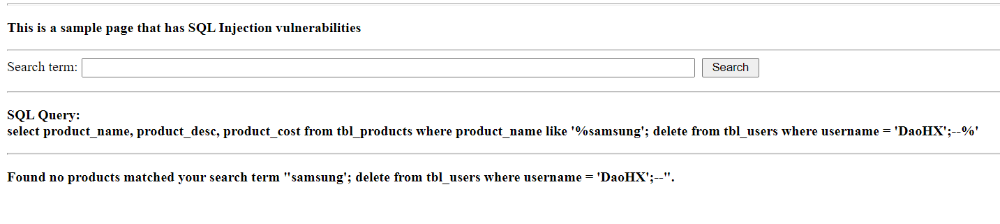 This is a sample page that has SQL Injection vulnerabilities
Search term: Search
SQL Query:
select product_name, product_desc, product_cost from tbl_products where product_name like '%samsung'; delete from tbl_users where username = 'DaoHX';--%'
Found no products matched your search term "samsung'; delete from tbl_users where username = 'DaoHX';--".